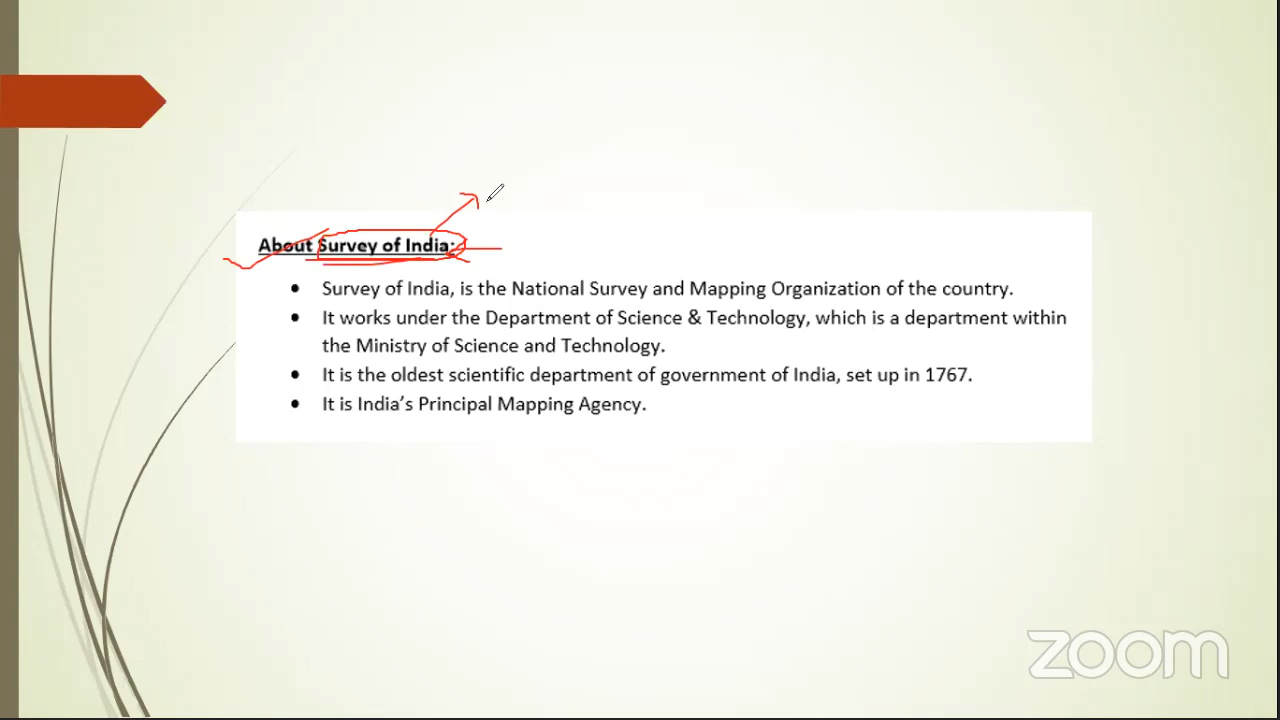 About Survey of India:
• Survey of India, is the National Survey and Mapping Organization of the country.
• It works under the Department of Science & Technology, which is a department within
the Ministry of Science and Technology.
• It is the oldest scientific department of government of India, set up in 1767.
• It is India's Principal Mapping Agency.
zoom